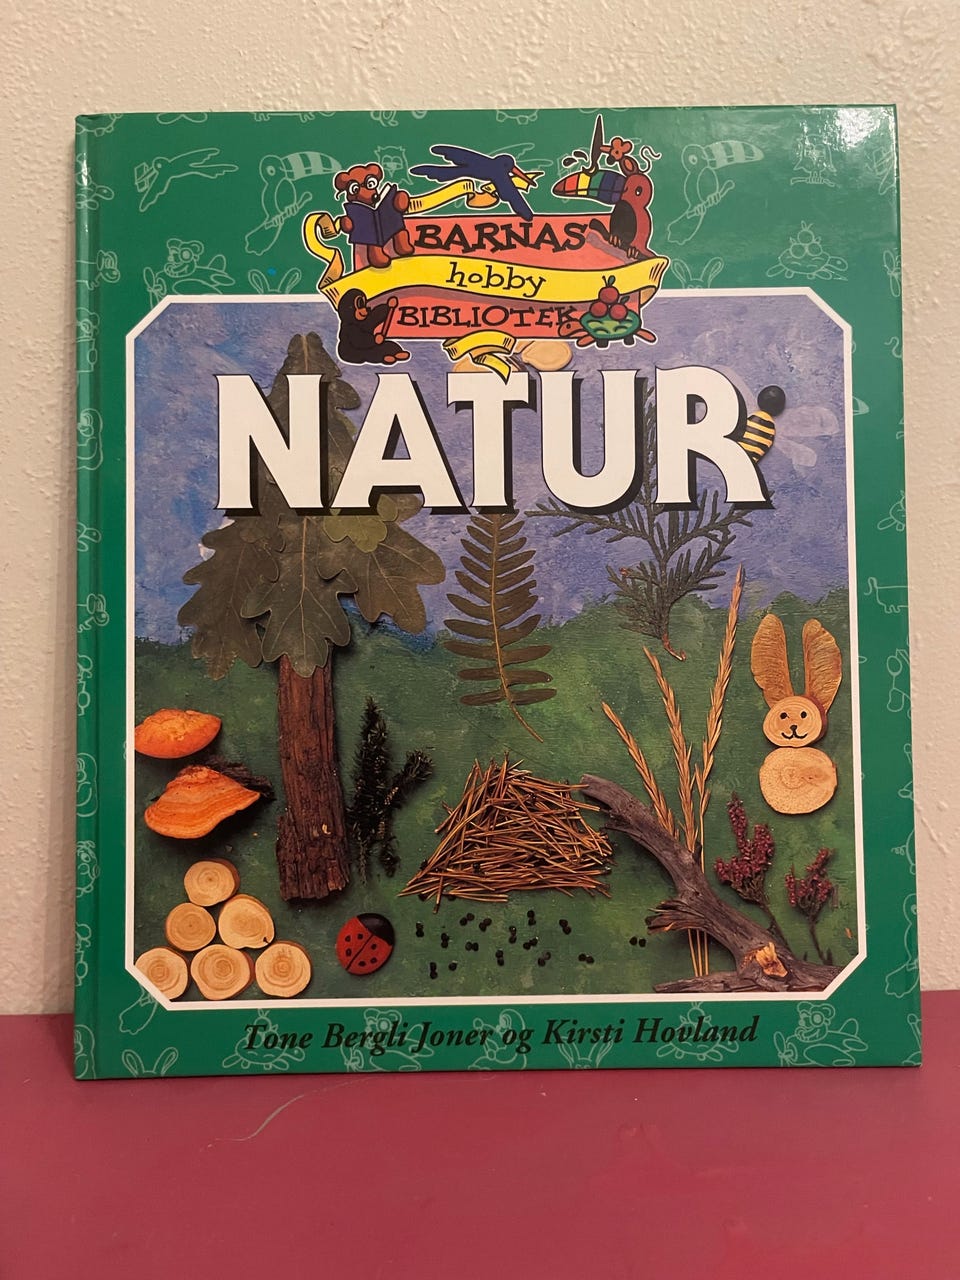 BARNAS
hobby
BIBLIOTEK
NATUR
Tone Bergli Joner og Kirsti Hovland